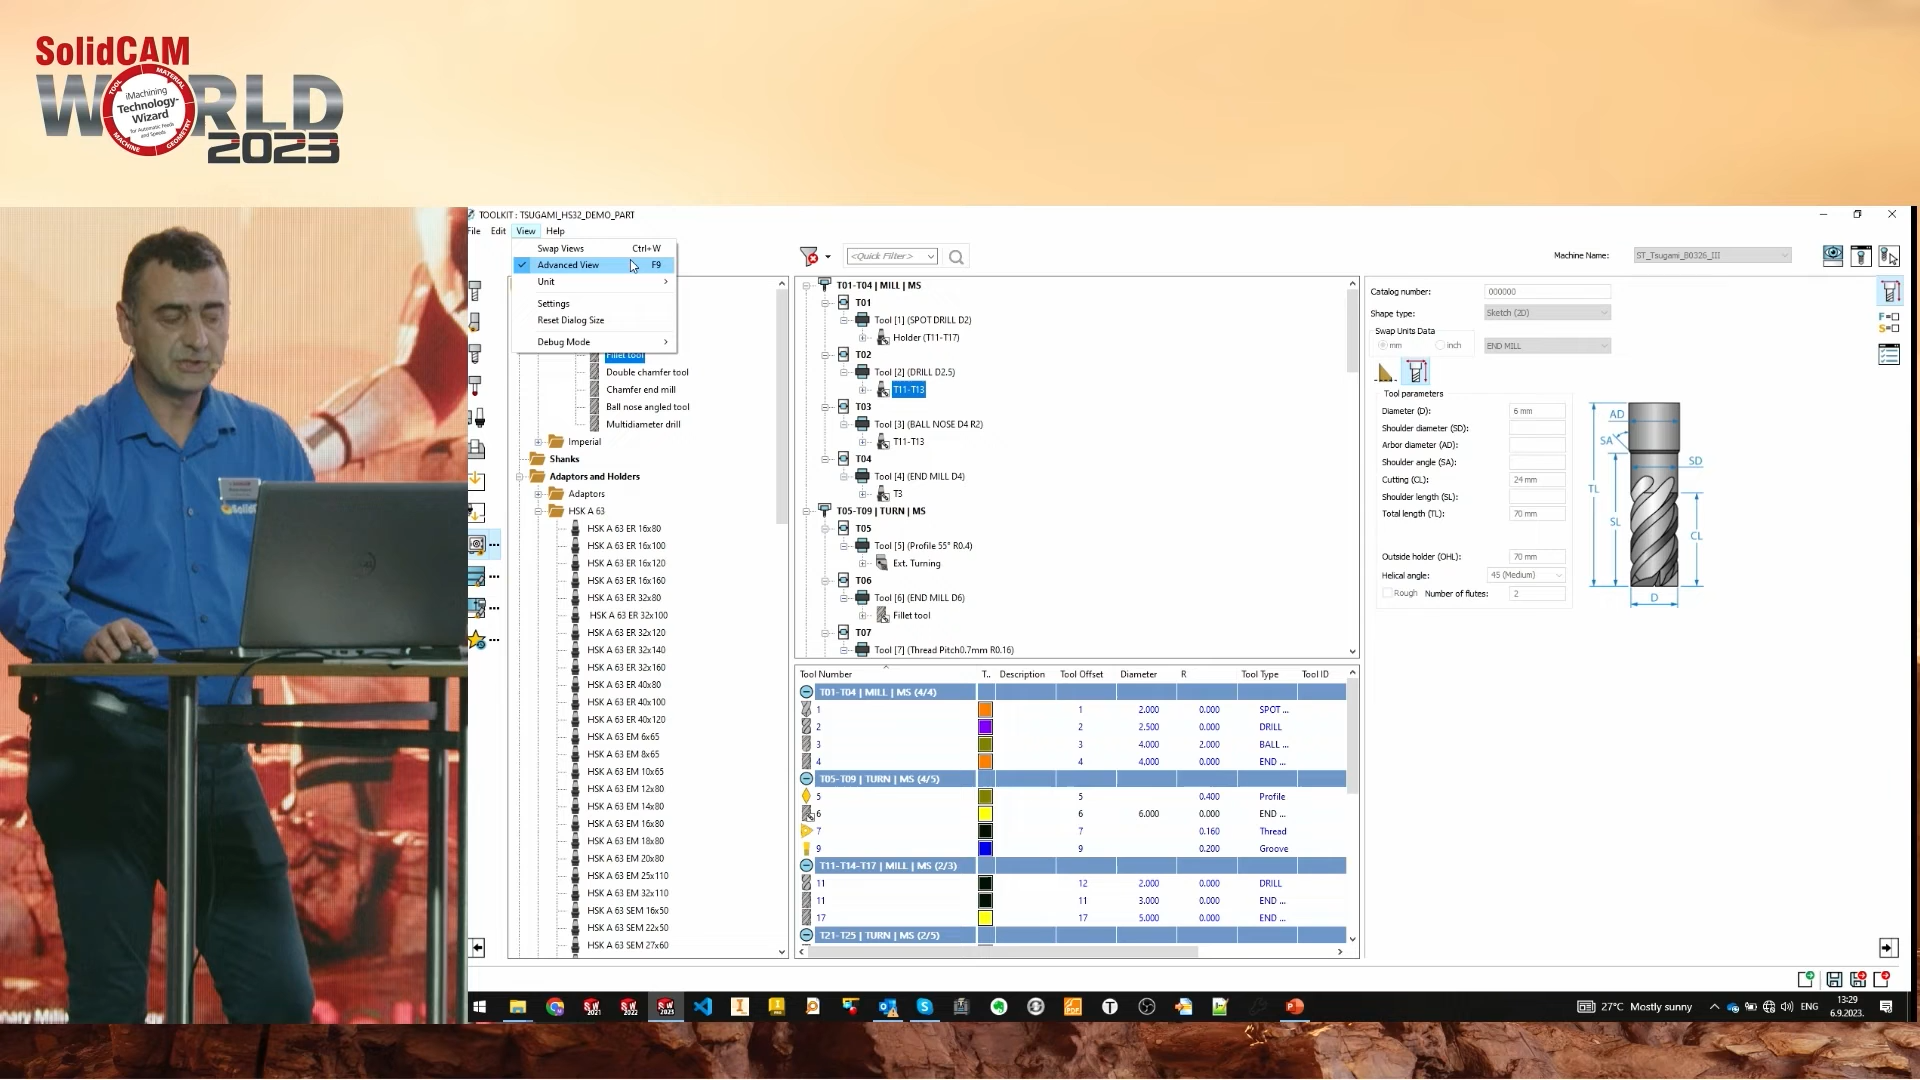 SolidCAM
WORLD
2023
TOOL
MATERIAL
MACHINE
GEOMETRY
iMachining
Technology-
Wizard
for Automatic Feeds
and Speeds
TOOLKIT : TSUGAMI_HS32_DEMO_PART
File Edit View Help
Swap Views Ctrl+W
Advanced View F9
Unit
Settings
Reset Dialog Size
Debug Mode
<Quick Filter>
Machine Name: ST_Tsugami_B0326_III
Fillet tool
Double chamfer tool
Chamfer end mill
Ball nose angled tool
Multidiameter drill
Imperial
Shanks
Adaptors and Holders
Adaptors
HSK A 63
HSK A 63 ER 16x80
HSK A 63 ER 16x100
HSK A 63 ER 16x120
HSK A 63 ER 16x160
HSK A 63 ER 32x80
HSK A 63 ER 32x100
HSK A 63 ER 32x120
HSK A 63 ER 32x140
HSK A 63 ER 32x160
HSK A 63 ER 40x80
HSK A 63 ER 40x100
HSK A 63 ER 40x120
HSK A 63 EM 6x65
HSK A 63 EM 8x65
HSK A 63 EM 10x65
HSK A 63 EM 12x80
HSK A 63 EM 14x80
HSK A 63 EM 16x80
HSK A 63 EM 18x80
HSK A 63 EM 20x80
HSK A 63 EM 25x110
HSK A 63 EM 32x110
HSK A 63 SEM 16x50
HSK A 63 SEM 22x50
HSK A 63 SEM 27x60
T01-T04 | MILL | MS
T01
Tool [1] (SPOT DRILL D2)
Holder (T11-T17)
T02
Tool [2] (DRILL D2.5)
T11-T13
T03
Tool [3] (BALL NOSE D4 R2)
T11-T13
T04
Tool [4] (END MILL D4)
T3
T05-T09 | TURN | MS
T05
Tool [5] (Profile 55° R0.4)
Ext. Turning
T06
Tool [6] (END MILL D6)
Fillet tool
T07
Tool [7] (Thread Pitch0.7mm R0.16)
Tool Number T.. Description Tool Offset Diameter R Tool Type Tool ID
T01-T04 | MILL | MS (4/4)
1 1 2.000 0.000 SPOT ...
2 2 2.500 0.000 DRILL
3 3 4.000 2.000 BALL ...
4 4 4.000 0.000 END ...
T05-T09 | TURN | MS (4/5)
5 5 0.400 Profile
6 6 6.000 0.000 END ...
7 7 0.160 Thread
9 9 0.200 Groove
T11-T14-T17 | MILL | MS (2/3)
11 12 2.000 0.000 DRILL
11 11 3.000 0.000 END ...
17 17 5.000 0.000 END ...
T21-T25 | TURN | MS (2/5)
Catalog number: 000000
Shape type: Sketch (2D)
Swap Units Data
mm inch END MILL
Tool parameters
Diameter (D): 6 mm
Shoulder diameter (SD):
Arbor diameter (AD):
Shoulder angle (SA):
Cutting (CL): 24 mm
Shoulder length (SL):
Total length (TL): 70 mm
Outside holder (OHL): 70 mm
Helical angle: 45 (Medium)
Rough Number of flutes: 2
AD
SA
SD
TL
SL
CL
D
F=
S=
27°C Mostly sunny
ENG
13:29
6.9.2023.